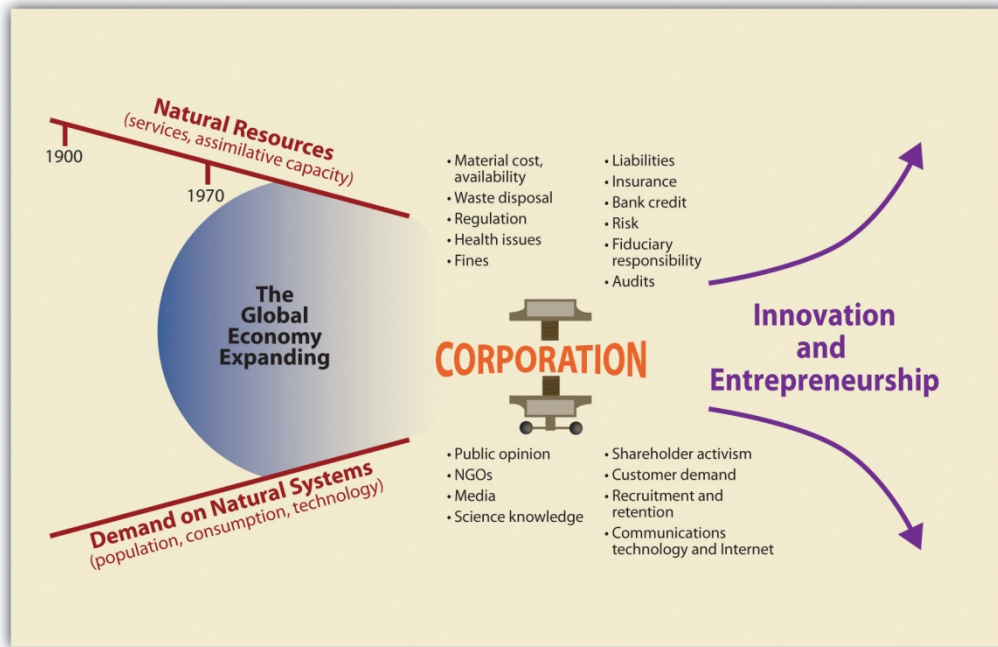 Natural Resources
(services, assimilative capacity)
1900
1970
The
Global
Economy
Expanding
Demand on Natural Systems
(population, consumption, technology)
• Material cost,
availability
• Waste disposal
• Regulation
• Health issues
• Fines
• Liabilities
• Insurance
• Bank credit
• Risk
• Fiduciary
responsibility
• Audits
CORPORATION
• Public opinion
• NGOs
• Media
• Science knowledge
• Shareholder activism
• Customer demand
• Recruitment and
retention
• Communications
technology and Internet
Innovation
and
Entrepreneurship